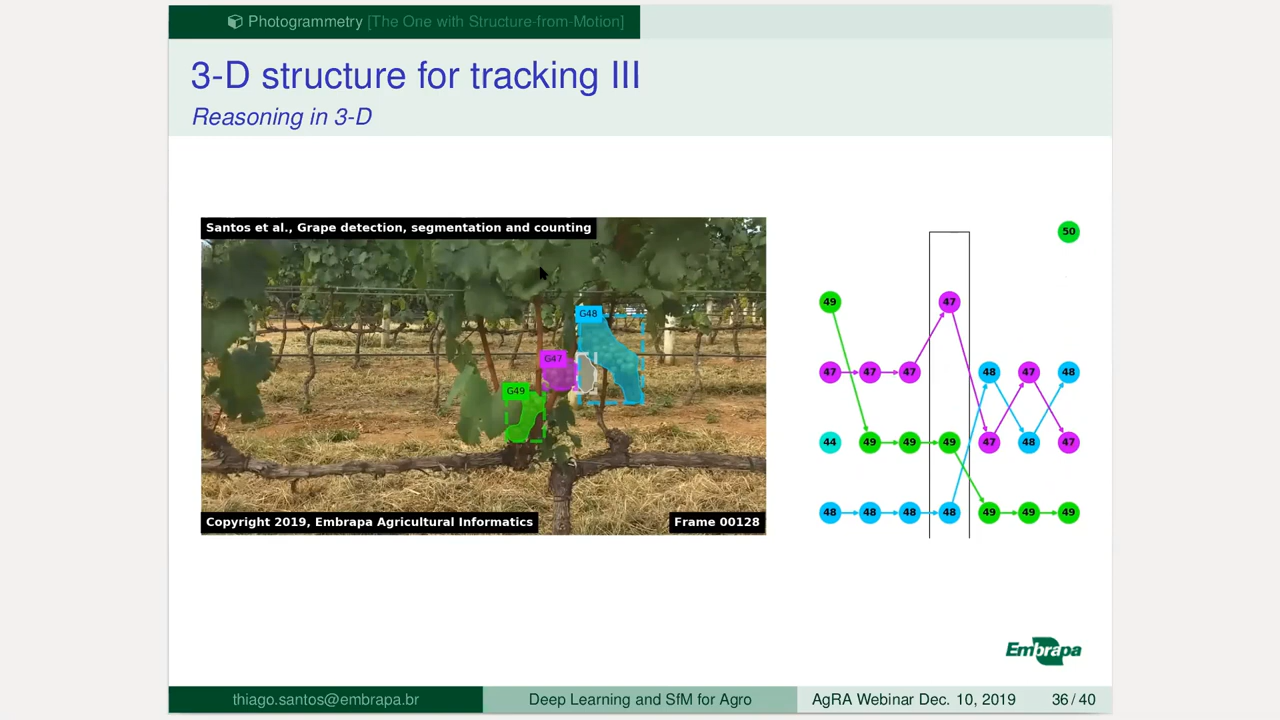 Photogrammetry [The One with Structure-from-Motion]
3-D structure for tracking III
Reasoning in 3-D
Santos et al., Grape detection, segmentation and counting
G48
G47
G49
Copyright 2019, Embrapa Agricultural Informatics
Frame 00128
50
49 47
47 47 47 48 47 48
44 49 49 49 47 48 47
48 48 48 48 49 49 49
Embrapa
thiago.santos@embrapa.br
Deep Learning and SfM for Agro
AgRA Webinar Dec. 10, 2019
36/40